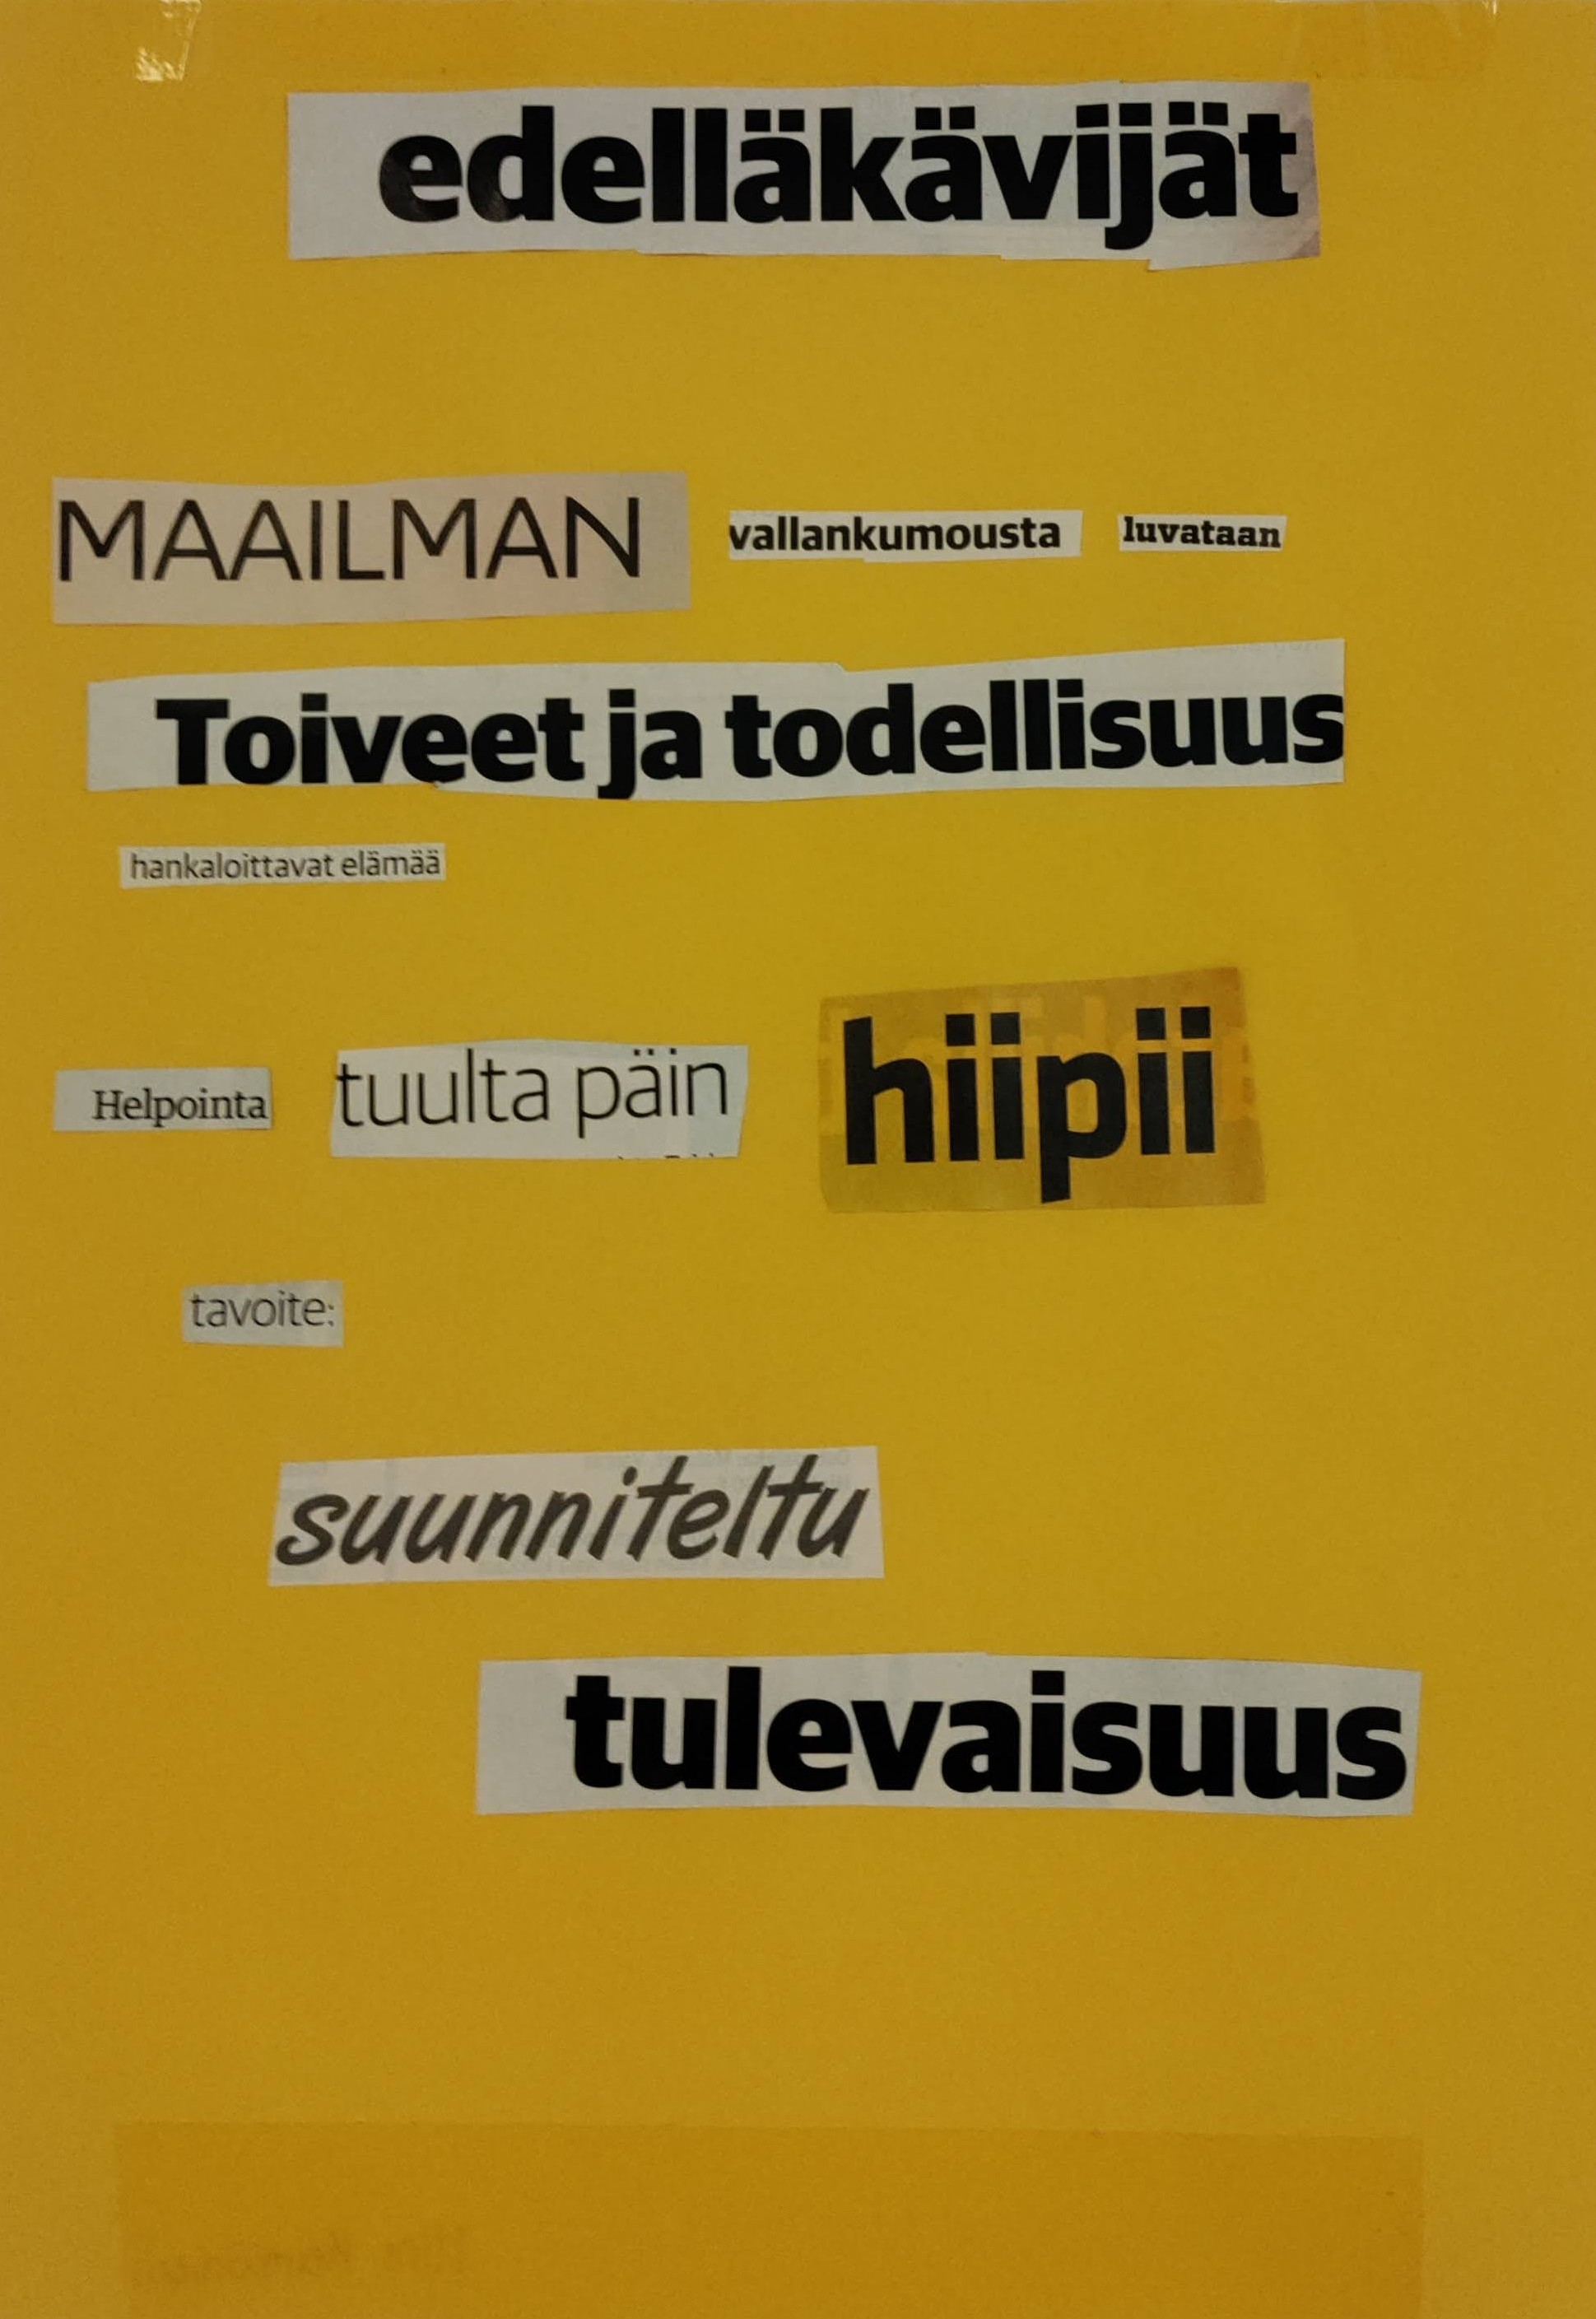 edelläkävijät
MAAILMAN vallankumousta luvataan
Toiveet ja todellisuus
hankaloittavat elämää
Helpointa tuulta päin hiipii
tavoite:
suunniteltu
tulevaisuus